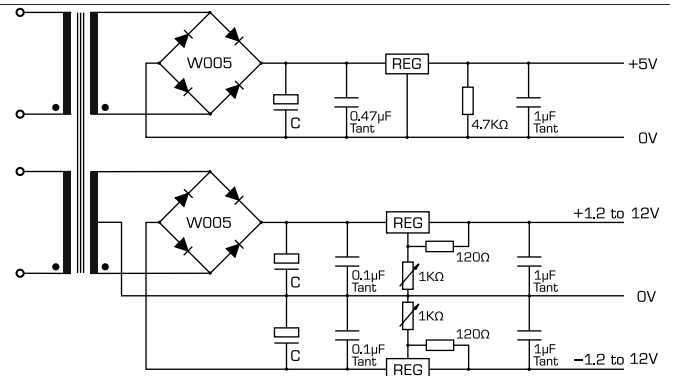 W005
REG
+5V
C
0.47µF
Tant
4.7KΩ
1µF
Tant
0V
W005
REG
+1.2 to 12V
120Ω
C
0.1µF
Tant
1KΩ
1µF
Tant
0V
1KΩ
120Ω
C
0.1µF
Tant
1µF
Tant
REG
–1.2 to 12V